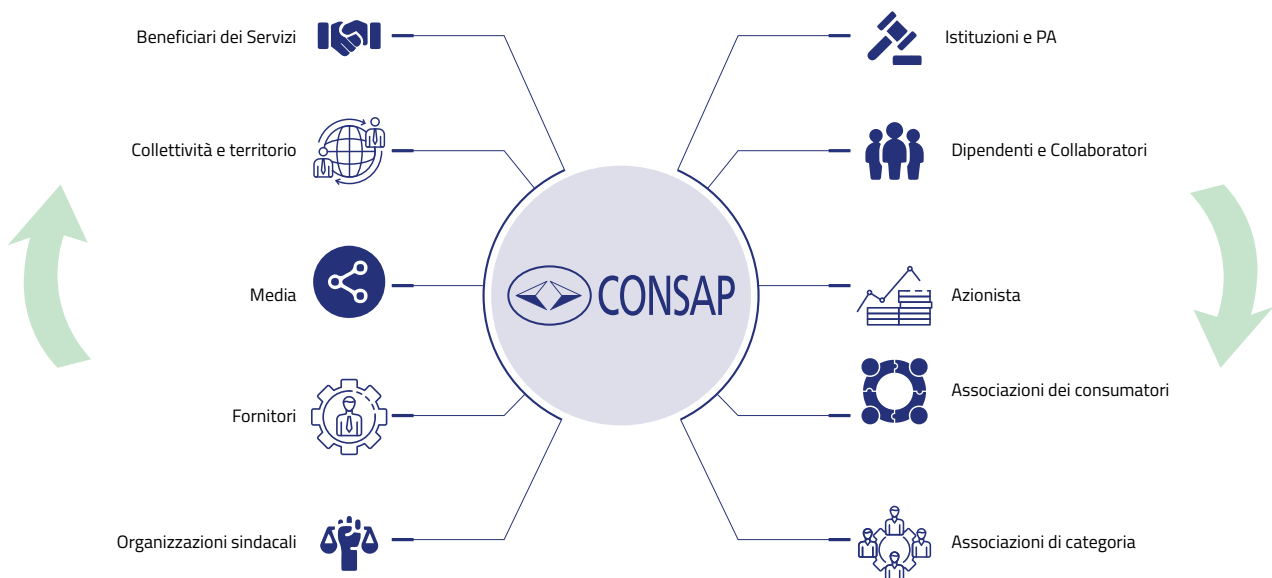 Beneficiari dei Servizi
Collettività e territorio
Media
Fornitori
Organizzazioni sindacali
CONSAP
Istituzioni e PA
Dipendenti e Collaboratori
Azionista
Associazioni dei consumatori
Associazioni di categoria